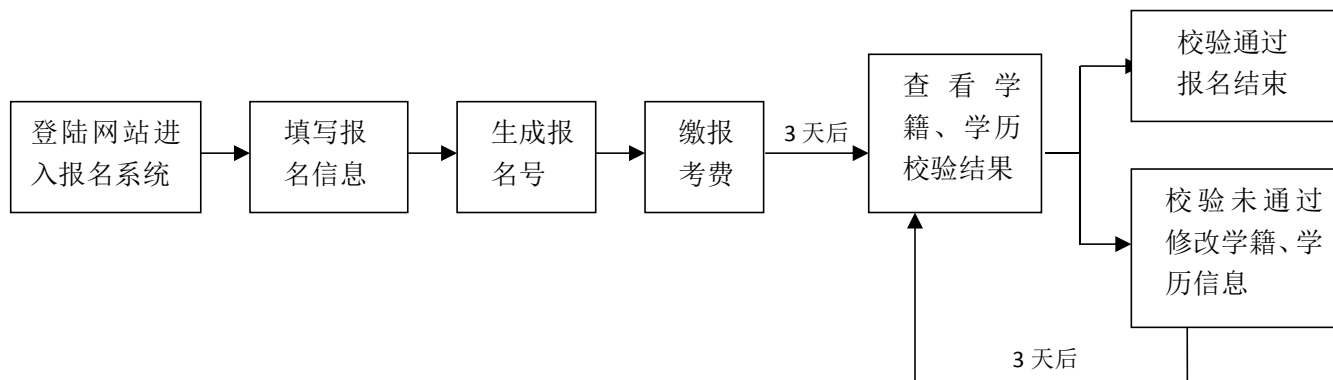 登陆网站进
入报名系统
填写报
名信息
生成报
名号
缴报
考费
3 天后
查看学
籍、学历
校验结果
校验通过
报名结束
校验未通过
修改学籍、学
历信息
3 天后